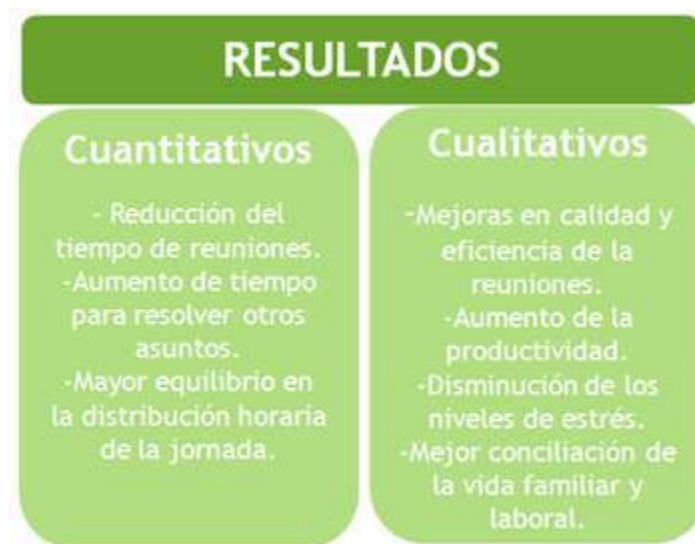 RESULTADOS
Cuantitativos
- Reducción del
tiempo de reuniones.
-Aumento de tiempo
para resolver otros
asuntos.
-Mayor equilibrio en
la distribución horaria
de la jornada.
Cualitativos
-Mejoras en calidad y
eficiencia de la
reuniones.
-Aumento de la
productividad.
-Disminución de los
niveles de estrés.
-Mejor conciliación de
la vida familiar y
laboral.